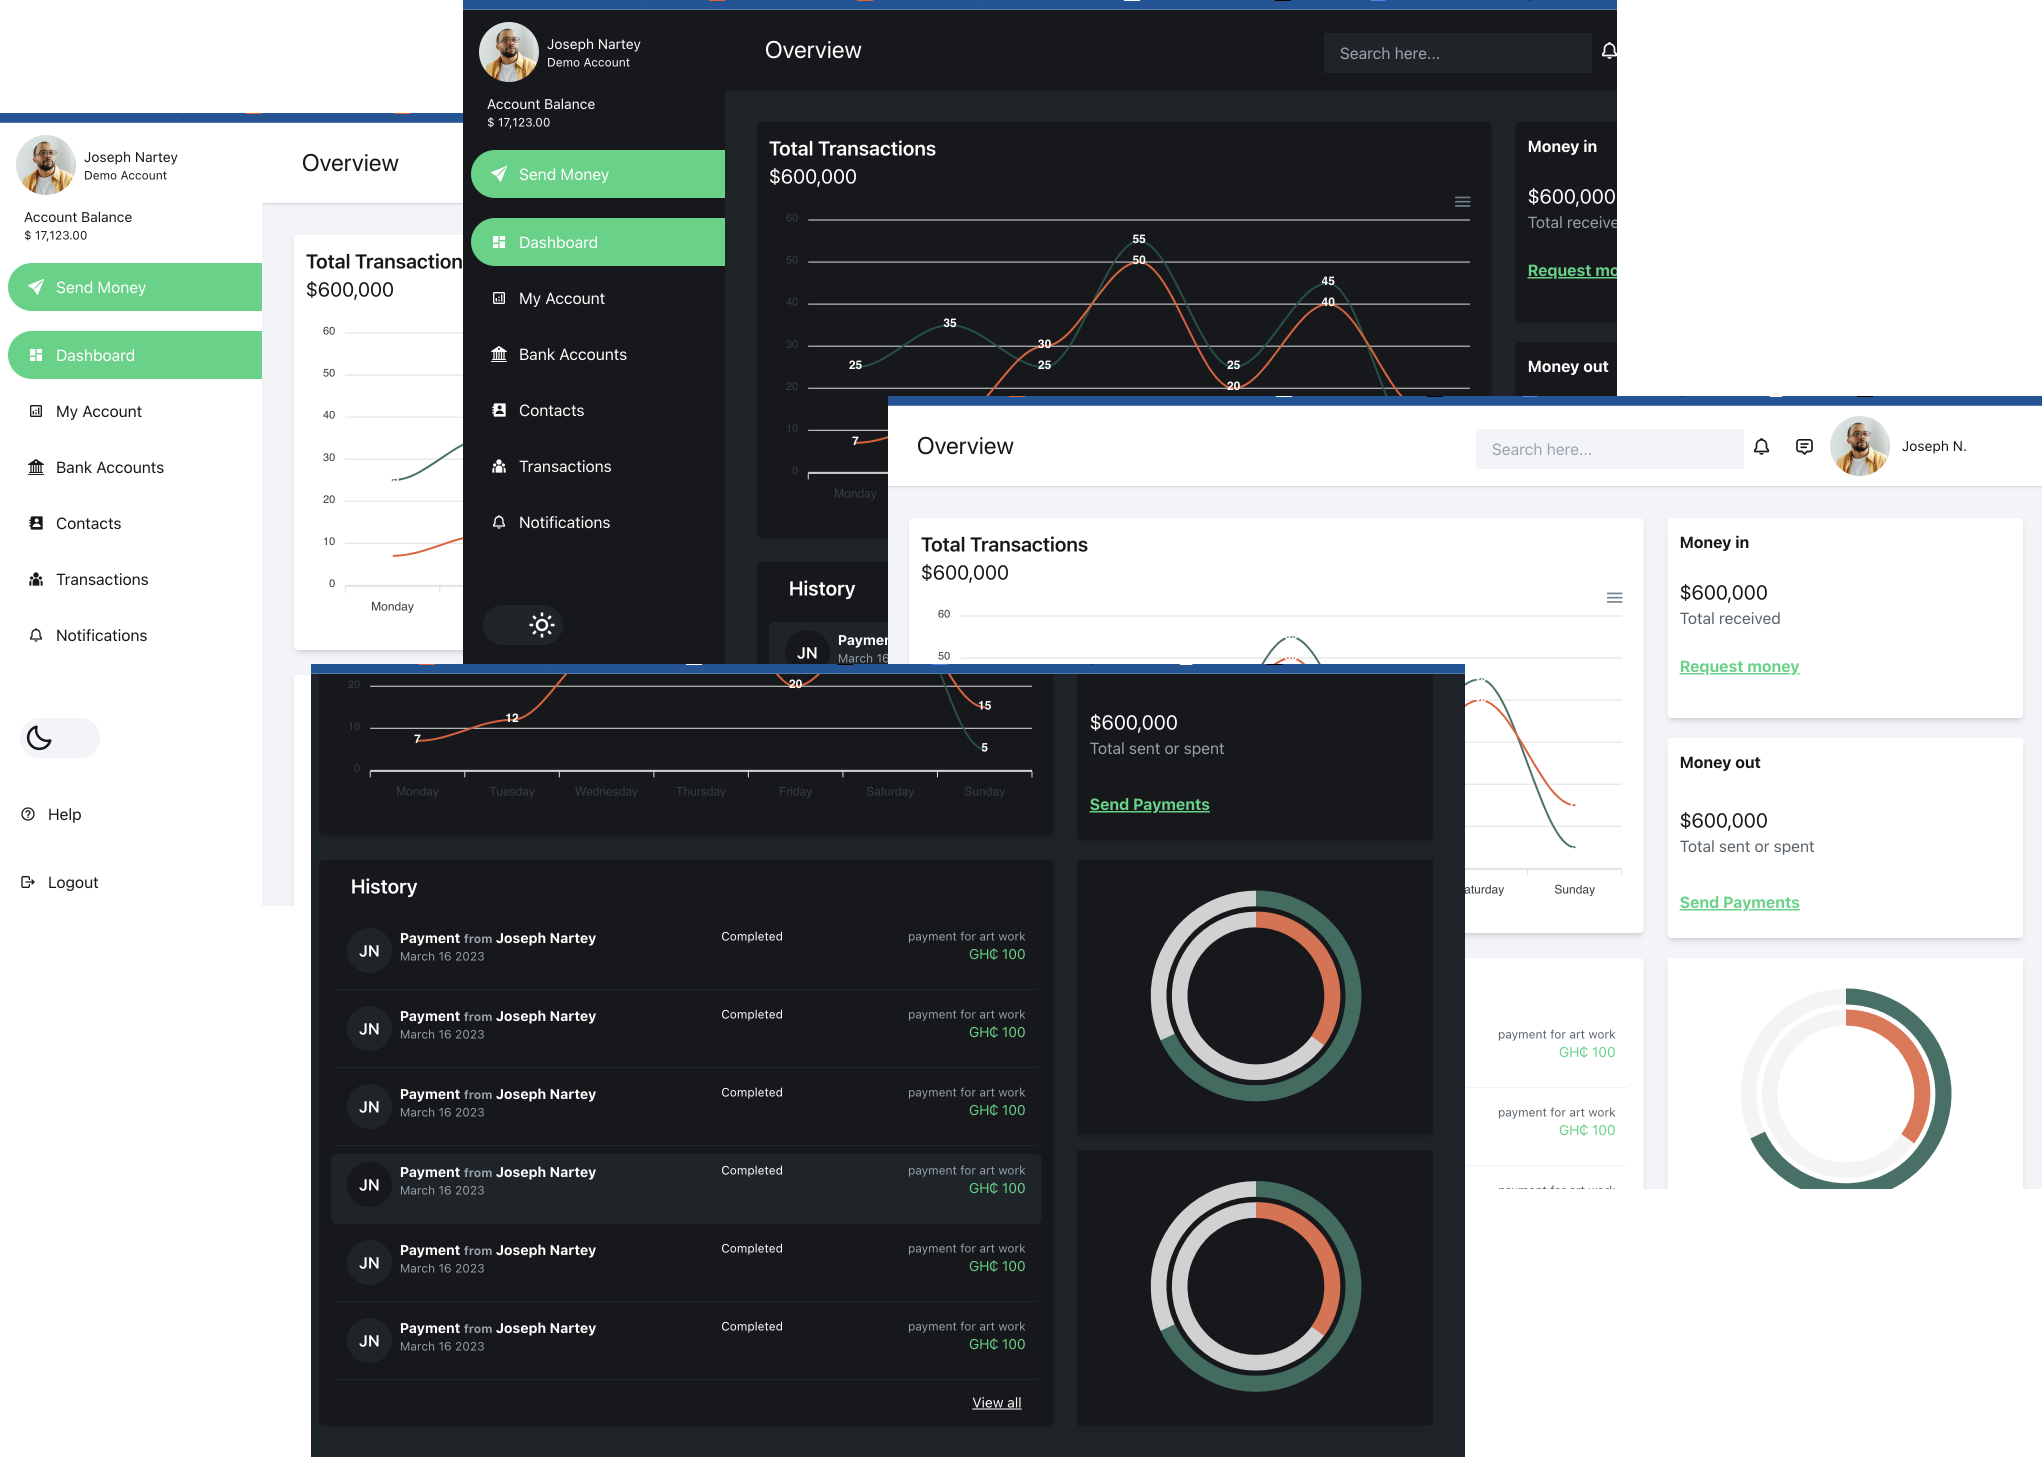 Joseph Nartey
Demo Account
Account Balance
$ 17,123.00
Send Money
Dashboard
My Account
Bank Accounts
Contacts
Transactions
Notifications
Help
Logout
Overview
Total Transaction
$600,000
60
50
40
30
20
10
0
Monday
Joseph Nartey
Demo Account
Account Balance
$ 17,123.00
Send Money
Dashboard
My Account
Bank Accounts
Contacts
Transactions
Notifications
Overview
Search here...
Total Transactions
$600,000
60
50
40
30
20
10
0
25
35
30
25
55
50
25
20
45
40
7
Monday
Money in
$600,000
Total receive
Request mo
Money out
History
JN
Paymer
March 16
Overview
Search here...
Joseph N.
Total Transactions
$600,000
60
50
aturday
Sunday
Money in
$600,000
Total received
Request money
Money out
$600,000
Total sent or spent
Send Payments
payment for art work
GH₵ 100
payment for art work
GH₵ 100
20
10
0
7
12
20
15
5
Monday
Tuesday
Wednesday
Thursday
Friday
Saturday
Sunday
$600,000
Total sent or spent
Send Payments
History
JN
Payment from Joseph Nartey
March 16 2023
Completed
payment for art work
GH₵ 100
JN
Payment from Joseph Nartey
March 16 2023
Completed
payment for art work
GH₵ 100
JN
Payment from Joseph Nartey
March 16 2023
Completed
payment for art work
GH₵ 100
JN
Payment from Joseph Nartey
March 16 2023
Completed
payment for art work
GH₵ 100
JN
Payment from Joseph Nartey
March 16 2023
Completed
payment for art work
GH₵ 100
JN
Payment from Joseph Nartey
March 16 2023
Completed
payment for art work
GH₵ 100
View all